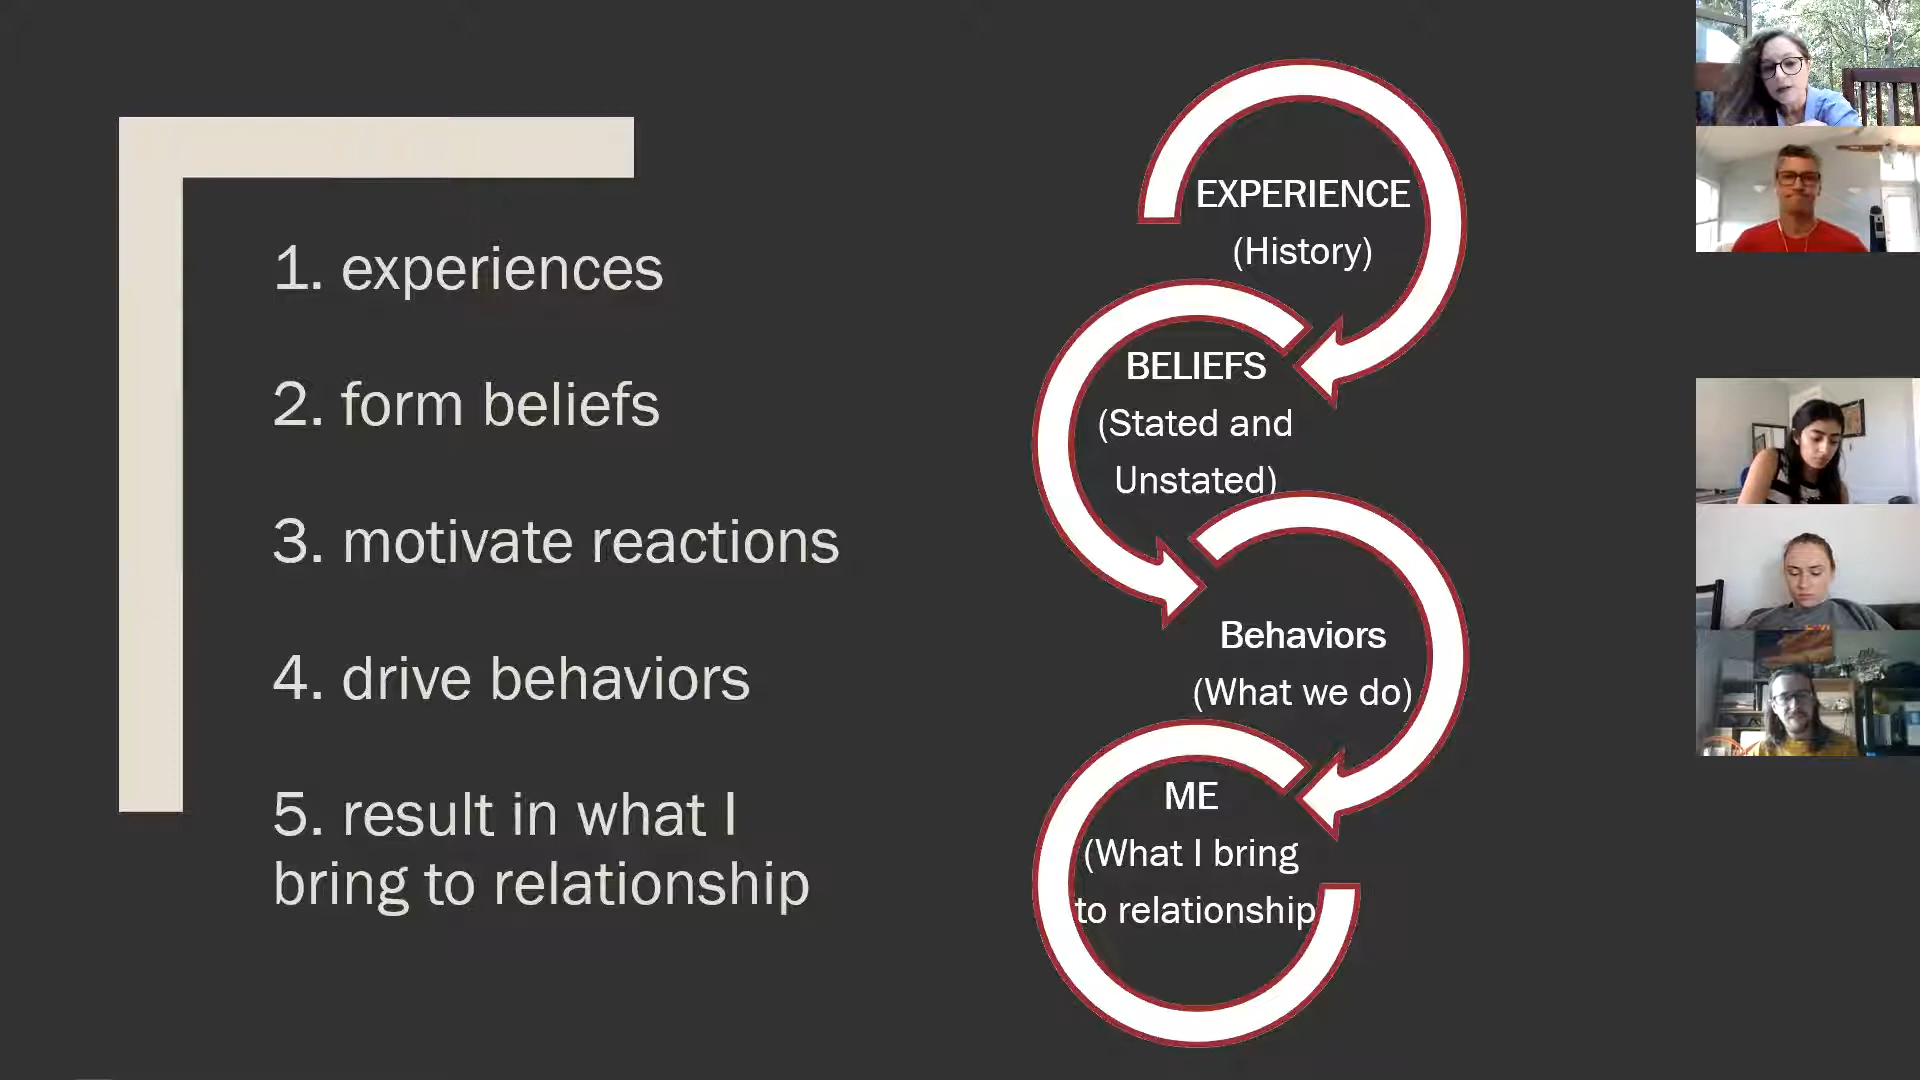 1. experiences
2. form beliefs
3. motivate reactions
4. drive behaviors
5. result in what I
bring to relationship
EXPERIENCE
(History)
BELIEFS
(Stated and
Unstated)
Behaviors
(What we do)
ME
(What I bring
to relationship